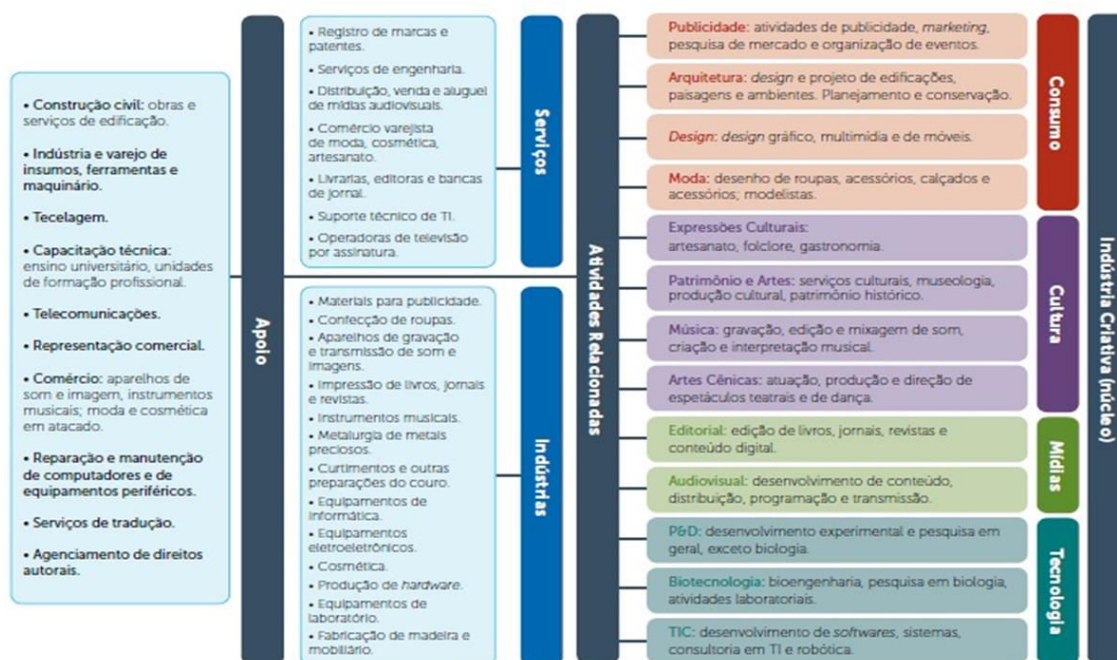 • Construção civil: obras e
serviços de edificação.
• Indústria e varejo de
insumos, ferramentas e
maquinário.
• Tecelagem.
• Capacitação técnica:
ensino universitário, unidades
de formação profissional.
• Telecomunicações.
• Representação comercial.
• Comércio: aparelhos de
som e imagem, instrumentos
musicais; moda e cosmética
em atacado.
• Reparação e manutenção
de computadores e de
equipamentos periféricos.
• Serviços de tradução.
• Agenciamento de direitos
autorais.
Apoio
• Registro de marcas e
patentes.
• Serviços de engenharia.
• Distribuição, venda e aluguel
de mídias audiovisuais.
• Comércio varejista
de moda, cosmética,
artesanato.
• Livrarias, editoras e bancas
de jornal.
• Suporte técnico de TI.
• Operadoras de televisão
por assinatura.
Serviços
• Materiais para publicidade.
• Confecção de roupas.
• Aparelhos de gravação
e transmissão de som e
imagens.
• Impressão de livros, jornais
e revistas.
• Instrumentos musicais.
• Metalurgia de metais
preciosos.
• Curtimentos e outras
preparações do couro.
• Equipamentos de
informática.
• Equipamentos
eletroeletrônicos.
• Cosmética.
• Produção de hardware.
• Equipamentos de
laboratório.
• Fabricação de madeira e
mobiliário.
Indústrias
Atividades Relacionadas
Publicidade: atividades de publicidade, marketing,
pesquisa de mercado e organização de eventos.
Arquitetura: design e projeto de edificações,
paisagens e ambientes. Planejamento e conservação.
Design: design gráfico, multimídia e de móveis.
Moda: desenho de roupas, acessórios, calçados e
acessórios; modelistas.
Consumo
Expressões Culturais:
artesanato, folclore, gastronomia.
Patrimônio e Artes: serviços culturais, museologia,
produção cultural, patrimônio histórico.
Música: gravação, edição e mixagem de som,
criação e interpretação musical.
Artes Cênicas: atuação, produção e direção de
espetáculos teatrais e de dança.
Cultura
Editorial: edição de livros, jornais, revistas e
conteúdo digital.
Audiovisual: desenvolvimento de conteúdo,
distribuição, programação e transmissão.
Mídias
P&D: desenvolvimento experimental e pesquisa em
geral, exceto biologia.
Biotecnologia: bioengenharia, pesquisa em biologia,
atividades laboratoriais.
TIC: desenvolvimento de softwares, sistemas,
consultoria em TI e robótica.
Tecnologia
Indústria Criativa (núcleo)